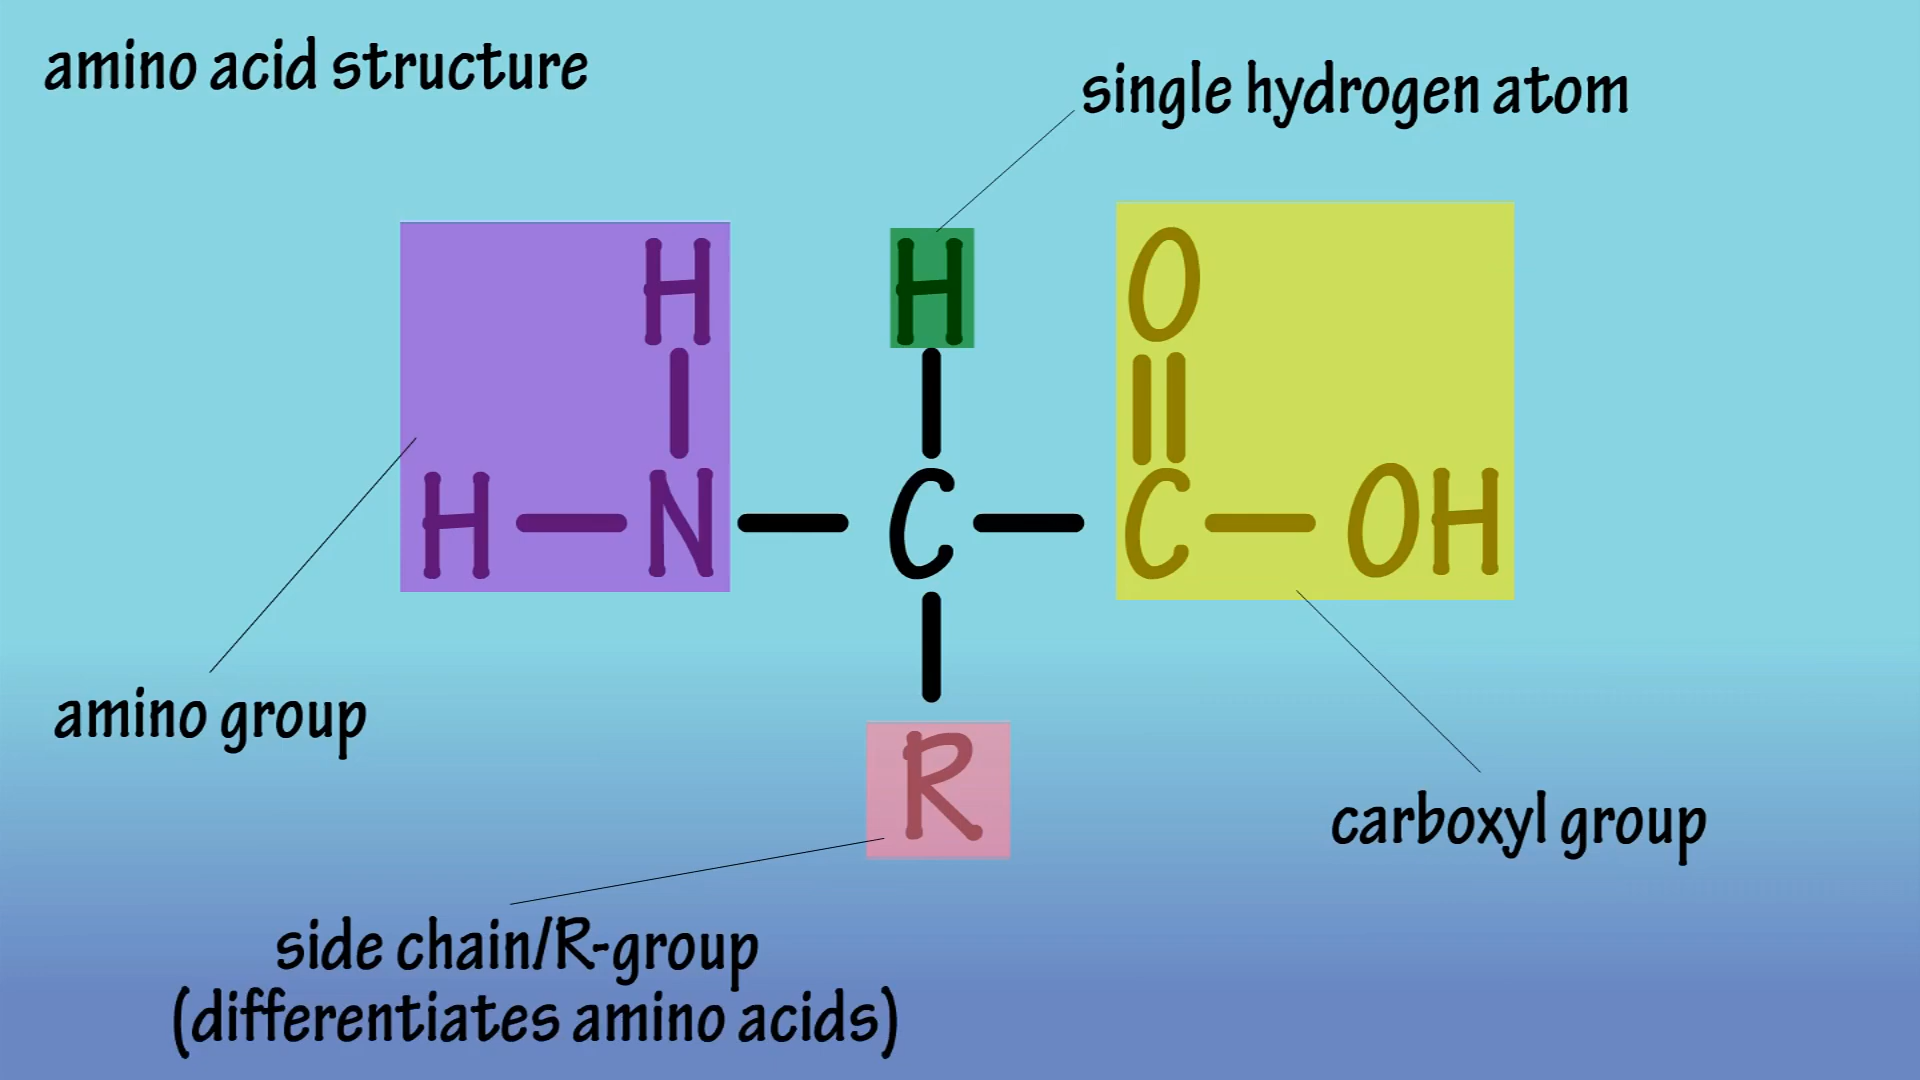 amino acid structure
single hydrogen atom
H H O
H N C C OH
R
amino group
carboxyl group
side chain/R-group
(differentiates amino acids)